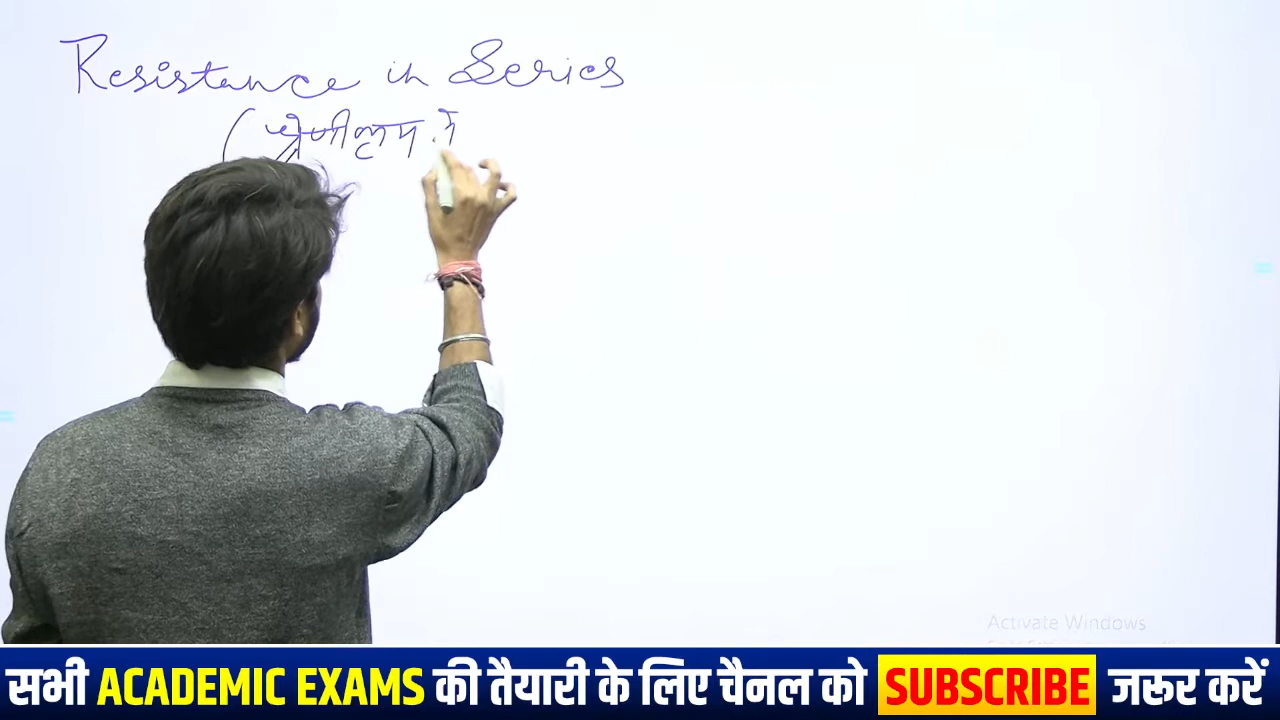 Resistance in Series
( श्रेणीक्रम में
Activate Windows
सभी ACADEMIC EXAMS की तैयारी के लिए चैनल को SUBSCRIBE जरूर करें